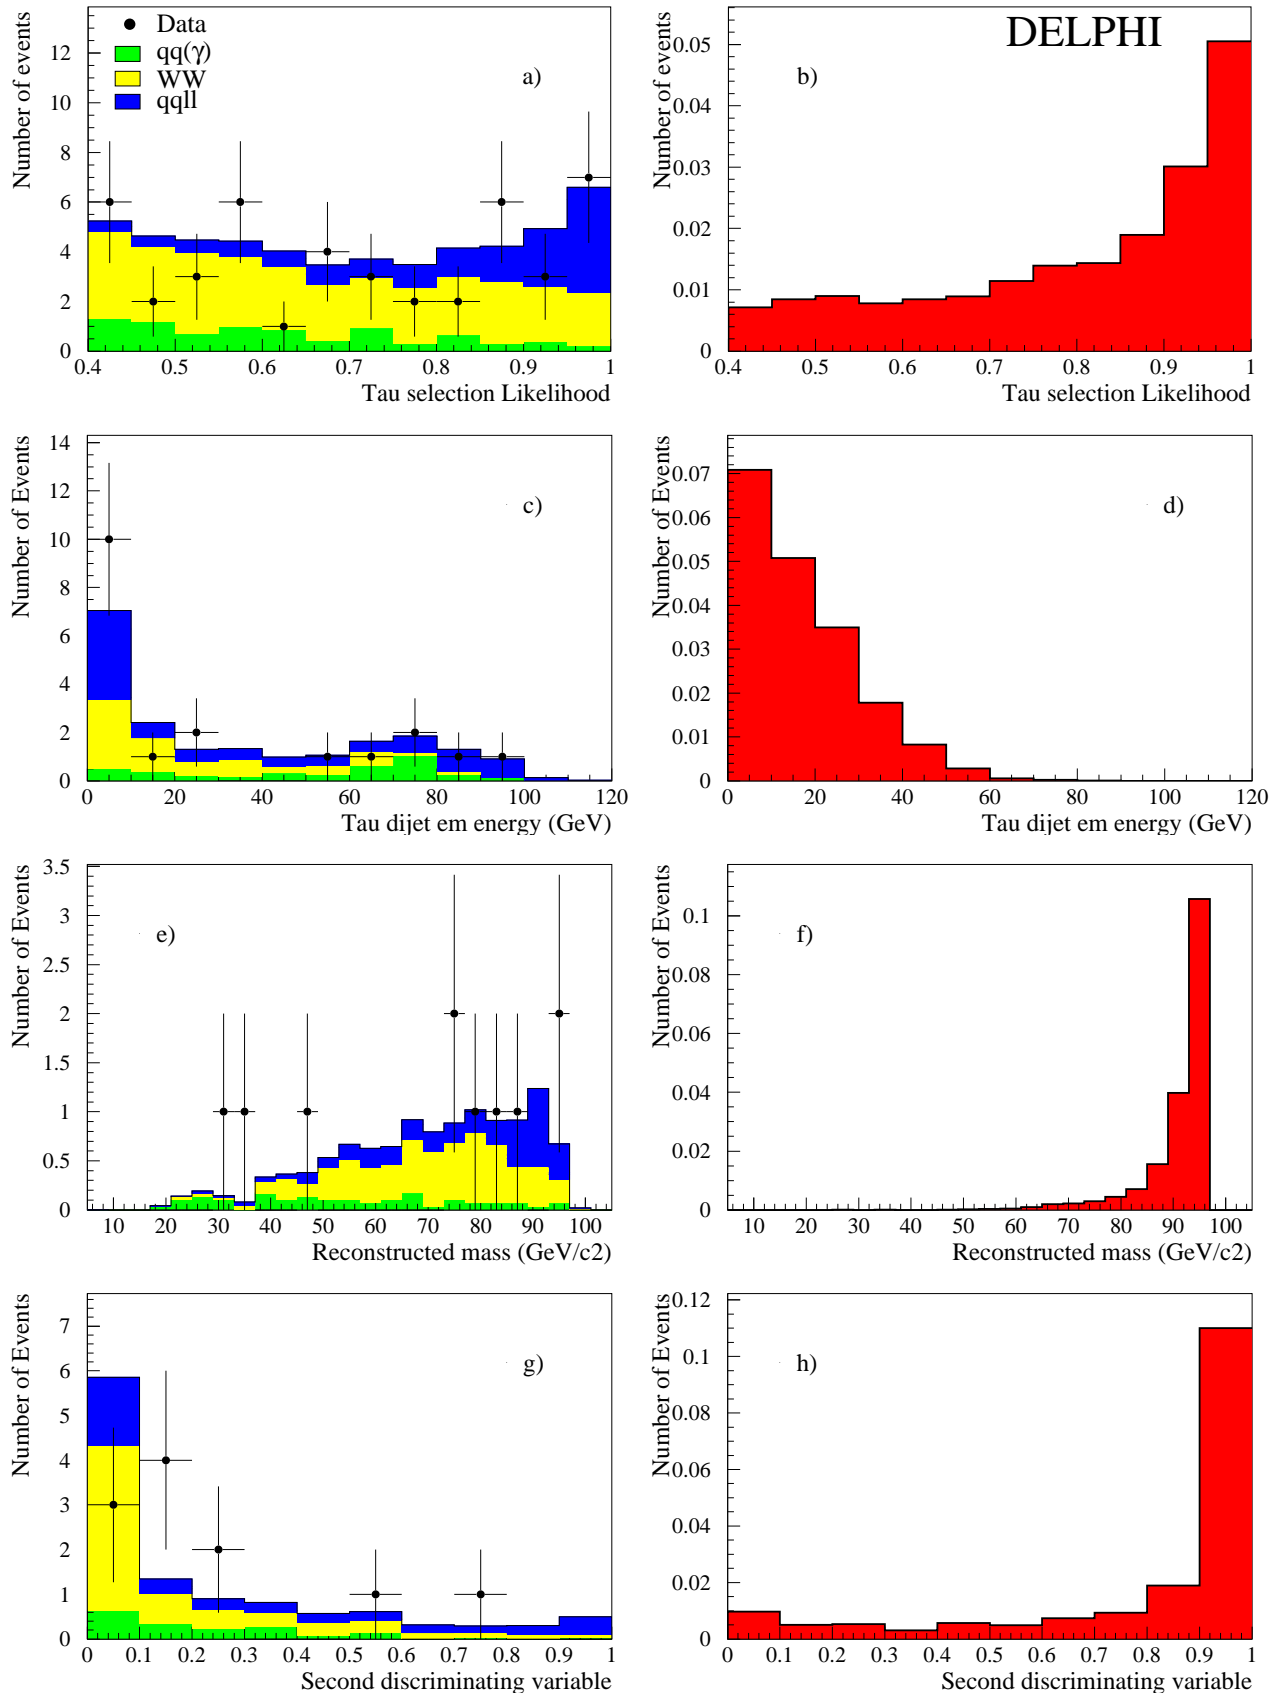 Number of events
12
10
8
6
4
2
0
Data
qq(γ)
WW
qqll
a)
0.4 0.5 0.6 0.7 0.8 0.9 1
Tau selection Likelihood
Number of events
0.05
0.04
0.03
0.02
0.01
0
DELPHI
b)
0.4 0.5 0.6 0.7 0.8 0.9 1
Tau selection Likelihood
Number of Events
14
12
10
8
6
4
2
0
c)
0 20 40 60 80 100 120
Tau dijet em energy (GeV)
Number of Events
0.07
0.06
0.05
0.04
0.03
0.02
0.01
0
d)
0 20 40 60 80 100 120
Tau dijet em energy (GeV)
Number of Events
3.5
3
2.5
2
1.5
1
0.5
0
e)
10 20 30 40 50 60 70 80 90 100
Reconstructed mass (GeV/c2)
Number of Events
0.1
0.08
0.06
0.04
0.02
0
f)
10 20 30 40 50 60 70 80 90 100
Reconstructed mass (GeV/c2)
Number of Events
7
6
5
4
3
2
1
0
g)
0 0.1 0.2 0.3 0.4 0.5 0.6 0.7 0.8 0.9 1
Second discriminating variable
Number of Events
0.12
0.1
0.08
0.06
0.04
0.02
0
h)
0 0.1 0.2 0.3 0.4 0.5 0.6 0.7 0.8 0.9 1
Second discriminating variable